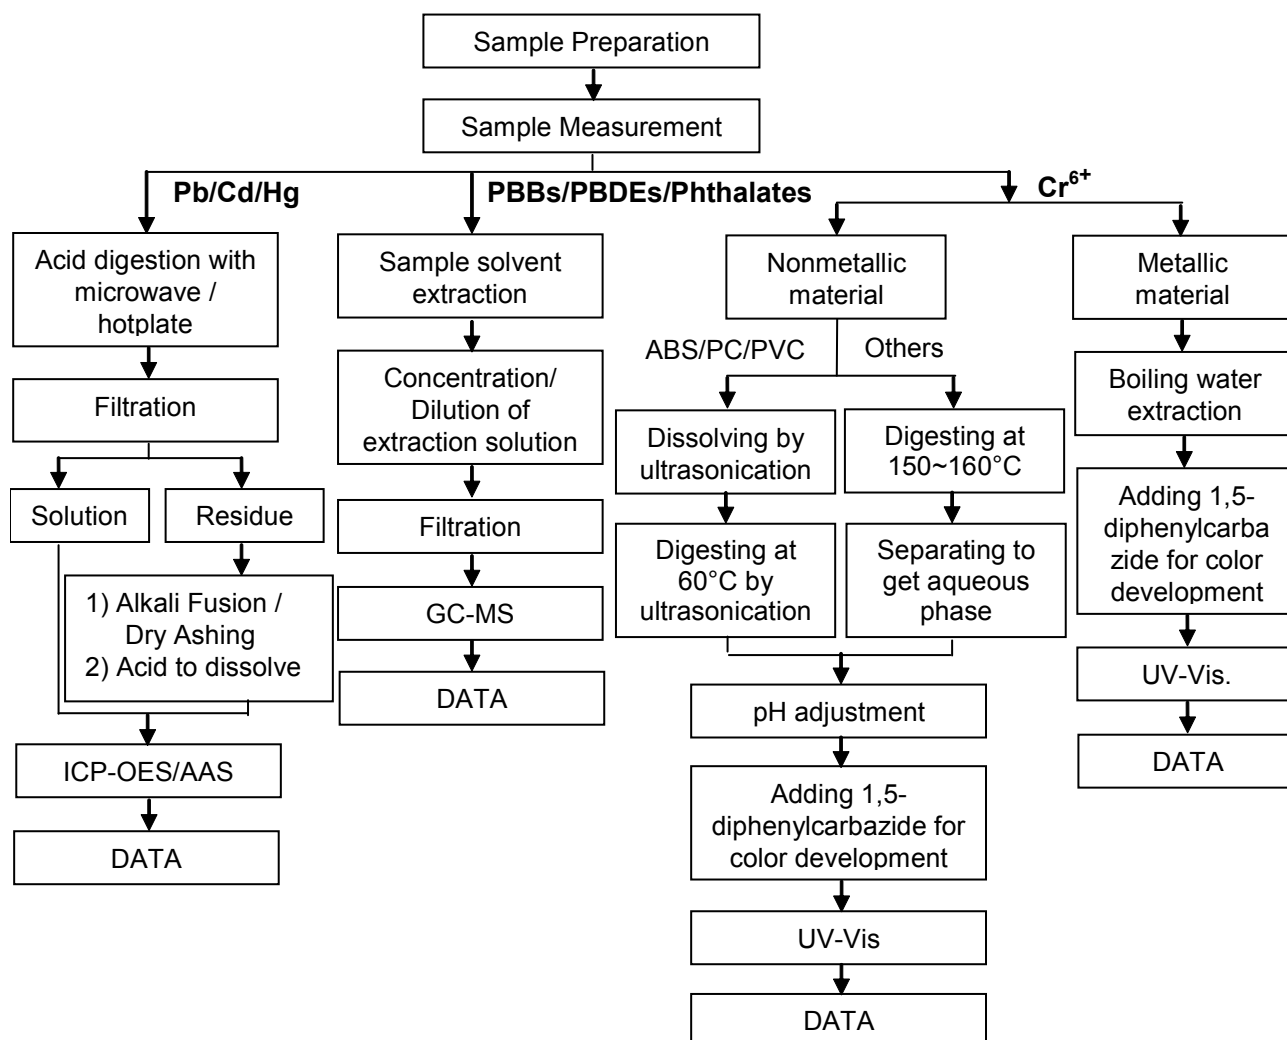 Sample Preparation
Sample Measurement
Pb/Cd/Hg
PBBs/PBDEs/Phthalates
Cr⁶⁺
Acid digestion with
microwave /
hotplate
Filtration
Solution
Residue
1) Alkali Fusion /
Dry Ashing
2) Acid to dissolve
ICP-OES/AAS
DATA
Sample solvent
extraction
Concentration/
Dilution of
extraction solution
Filtration
GC-MS
DATA
Nonmetallic
material
ABS/PC/PVC
Others
Dissolving by
ultrasonication
Digesting at
60°C by
ultrasonication
Digesting at
150~160°C
Separating to
get aqueous
phase
pH adjustment
Adding 1,5-
diphenylcarbazide for
color development
UV-Vis
DATA
Metallic
material
Boiling water
extraction
Adding 1,5-
diphenylcarba
zide for color
development
UV-Vis.
DATA